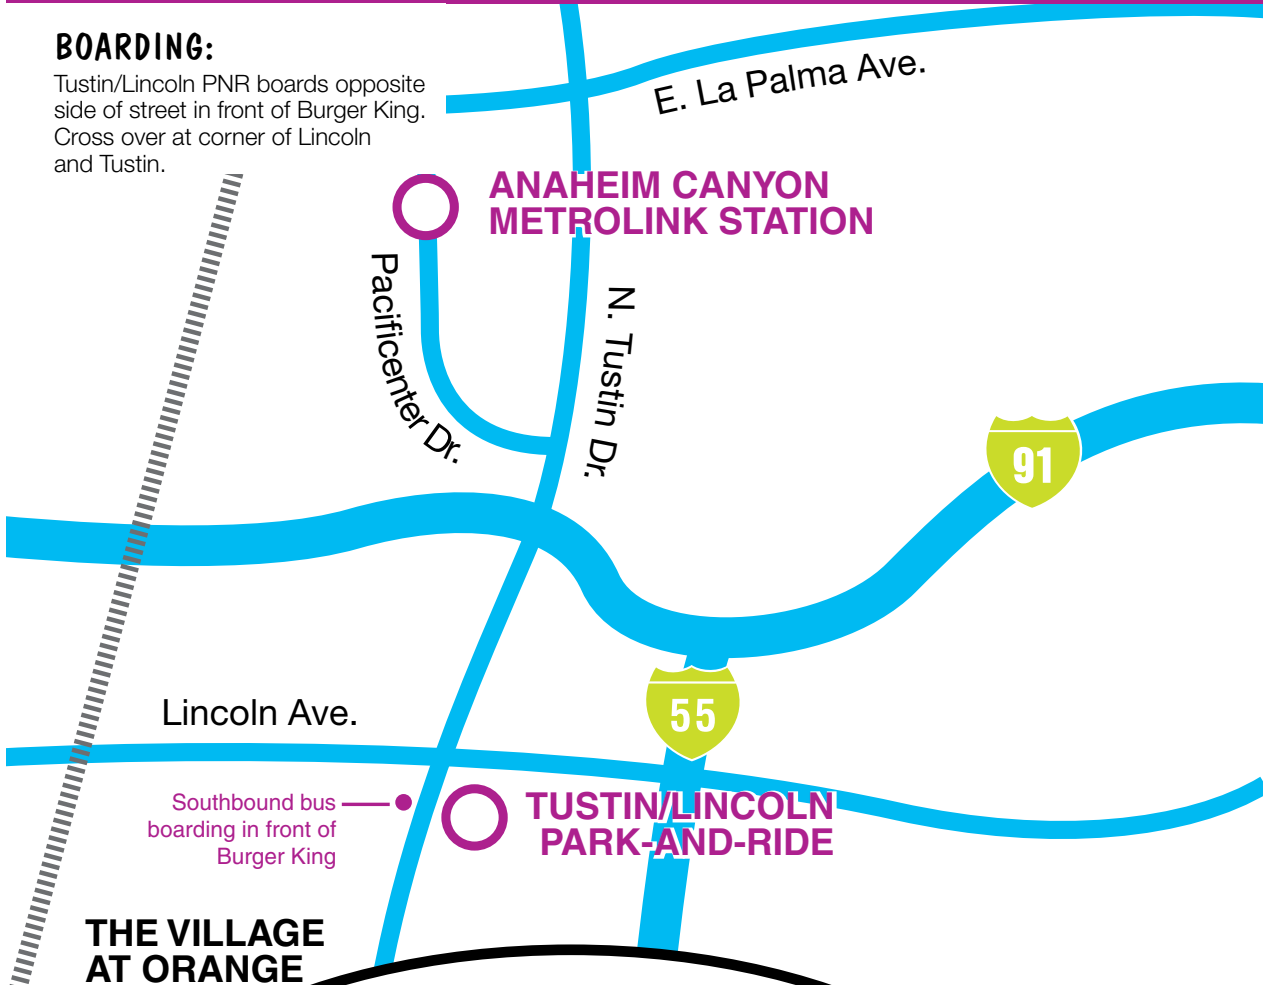 BOARDING:
Tustin/Lincoln PNR boards opposite
side of street in front of Burger King.
Cross over at corner of Lincoln
and Tustin.
E. La Palma Ave.
ANAHEIM CANYON
METROLINK STATION
Pacificenter Dr.
N. Tustin Dr.
91
55
Lincoln Ave.
Southbound bus
boarding in front of
Burger King
TUSTIN/LINCOLN
PARK-AND-RIDE
THE VILLAGE
AT ORANGE